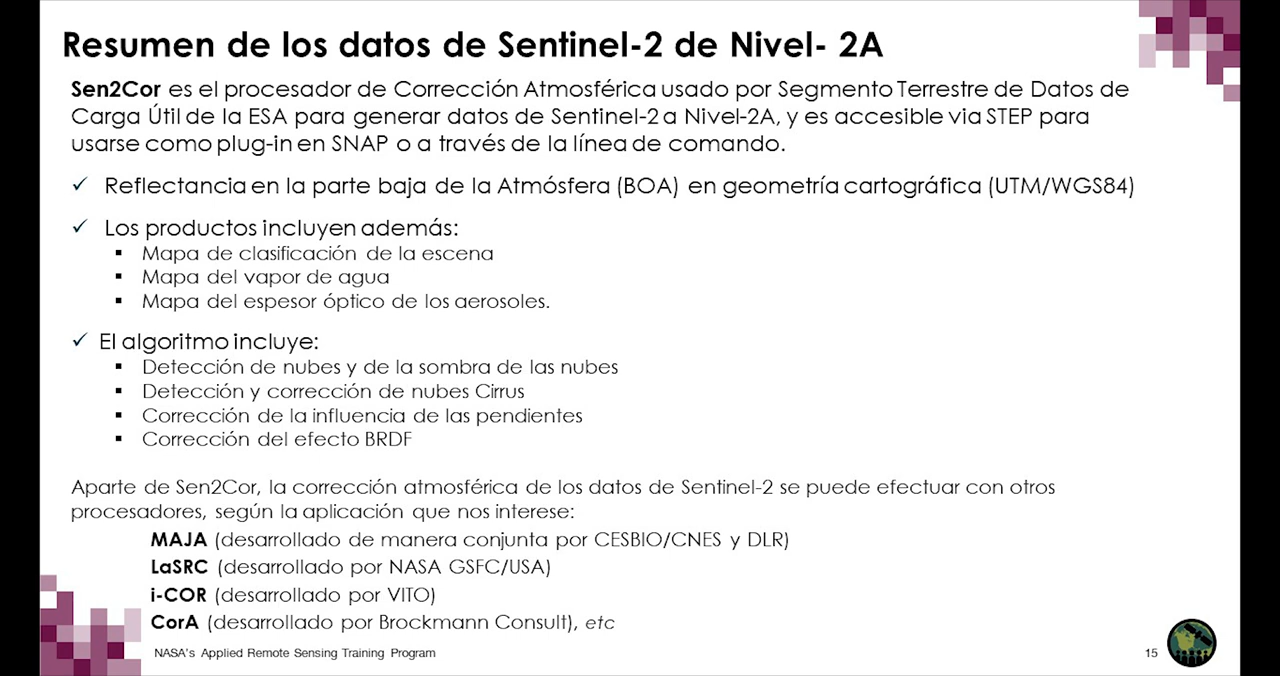 Resumen de los datos de Sentinel-2 de Nivel- 2A
Sen2Cor es el procesador de Corrección Atmosférica usado por Segmento Terrestre de Datos de
Carga Útil de la ESA para generar datos de Sentinel-2 a Nivel-2A, y es accesible via STEP para
usarse como plug-in en SNAP o a través de la línea de comando.
✓ Reflectancia en la parte baja de la Atmósfera (BOA) en geometría cartográfica (UTM/WGS84)
✓ Los productos incluyen además:
▪ Mapa de clasificación de la escena
▪ Mapa del vapor de agua
▪ Mapa del espesor óptico de los aerosoles.
✓ El algoritmo incluye:
▪ Detección de nubes y de la sombra de las nubes
▪ Detección y corrección de nubes Cirrus
▪ Corrección de la influencia de las pendientes
▪ Corrección del efecto BRDF
Aparte de Sen2Cor, la corrección atmosférica de los datos de Sentinel-2 se puede efectuar con otros
procesadores, según la aplicación que nos interese:
MAJA (desarrollado de manera conjunta por CESBIO/CNES y DLR)
LaSRC (desarrollado por NASA GSFC/USA)
i-COR (desarrollado por VITO)
CorA (desarrollado por Brockmann Consult), etc
NASA's Applied Remote Sensing Training Program
15